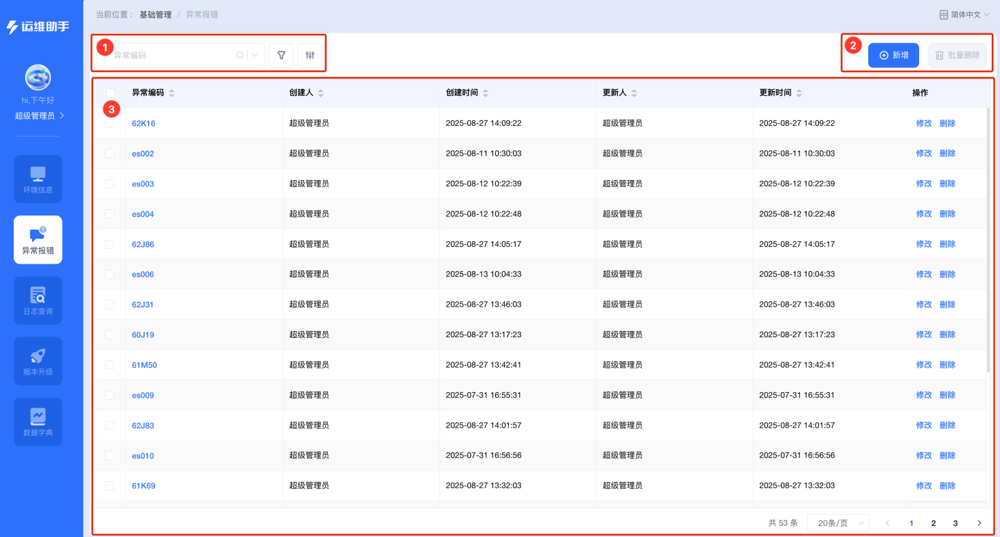 运维助手
当前位置： 基础管理 / 异常报错
简体中文
hi,下午好
超级管理员
环境信息
异常报错
日志查询
版本升级
数据字典
1 异常编码
2 新增 批量删除
异常编码 创建人 创建时间 更新人 更新时间 操作
3
62K16 超级管理员 2025-08-27 14:09:22 超级管理员 2025-08-27 14:09:22 修改 删除
es002 超级管理员 2025-08-11 10:30:03 超级管理员 2025-08-11 10:30:03 修改 删除
es003 超级管理员 2025-08-12 10:22:39 超级管理员 2025-08-12 10:22:39 修改 删除
es004 超级管理员 2025-08-12 10:22:48 超级管理员 2025-08-12 10:22:48 修改 删除
62J86 超级管理员 2025-08-27 14:05:17 超级管理员 2025-08-27 14:05:17 修改 删除
es006 超级管理员 2025-08-13 10:04:33 超级管理员 2025-08-13 10:04:33 修改 删除
62J31 超级管理员 2025-08-27 13:46:03 超级管理员 2025-08-27 13:46:03 修改 删除
60J19 超级管理员 2025-08-27 13:17:23 超级管理员 2025-08-27 13:17:23 修改 删除
61M50 超级管理员 2025-08-27 13:42:41 超级管理员 2025-08-27 13:42:41 修改 删除
es009 超级管理员 2025-07-31 16:55:31 超级管理员 2025-07-31 16:55:31 修改 删除
62J83 超级管理员 2025-08-27 14:01:57 超级管理员 2025-08-27 14:01:57 修改 删除
es010 超级管理员 2025-07-31 16:56:56 超级管理员 2025-07-31 16:56:56 修改 删除
61K69 超级管理员 2025-08-27 13:32:03 超级管理员 2025-08-27 13:32:03 修改 删除
共 53 条 20条/页 1 2 3